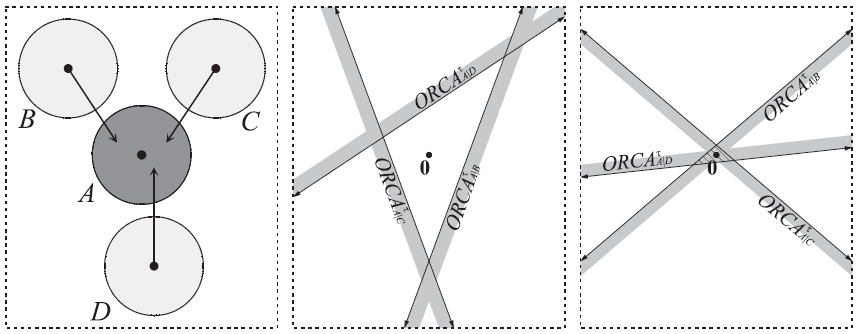 B
C
A
D
ORCA^τ_{A|D}
ORCA^τ_{A|C}
ORCA^τ_{A|B}
0
ORCA^τ_{A|B}
ORCA^τ_{A|D}
ORCA^τ_{A|C}
0